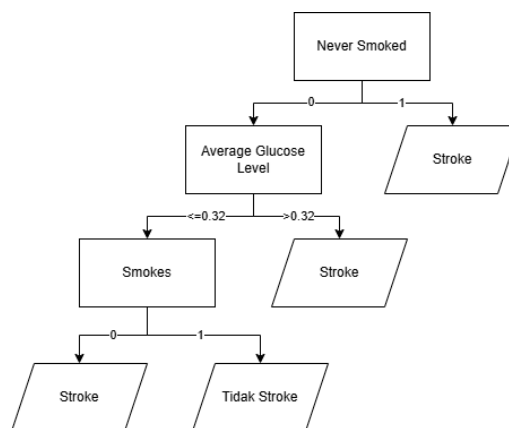 Never Smoked
0
1
Average Glucose
Level
Stroke
<=0.32
>0.32
Smokes
Stroke
0
1
Stroke
Tidak Stroke